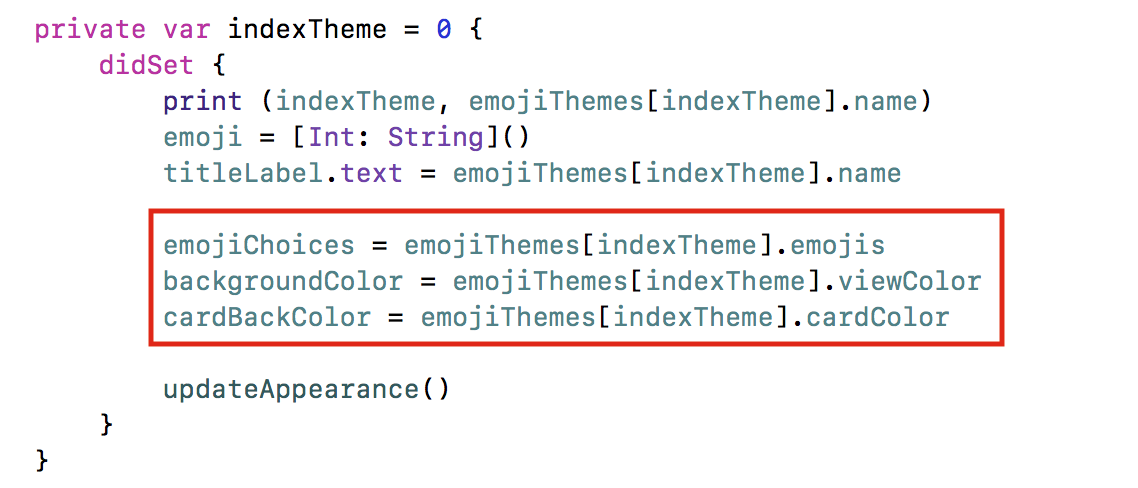 private var indexTheme = 0 {
    didSet {
        print (indexTheme, emojiThemes[indexTheme].name)
        emoji = [Int: String]()
        titleLabel.text = emojiThemes[indexTheme].name

        emojiChoices = emojiThemes[indexTheme].emojis
        backgroundColor = emojiThemes[indexTheme].viewColor
        cardBackColor = emojiThemes[indexTheme].cardColor

        updateAppearance()
    }
}